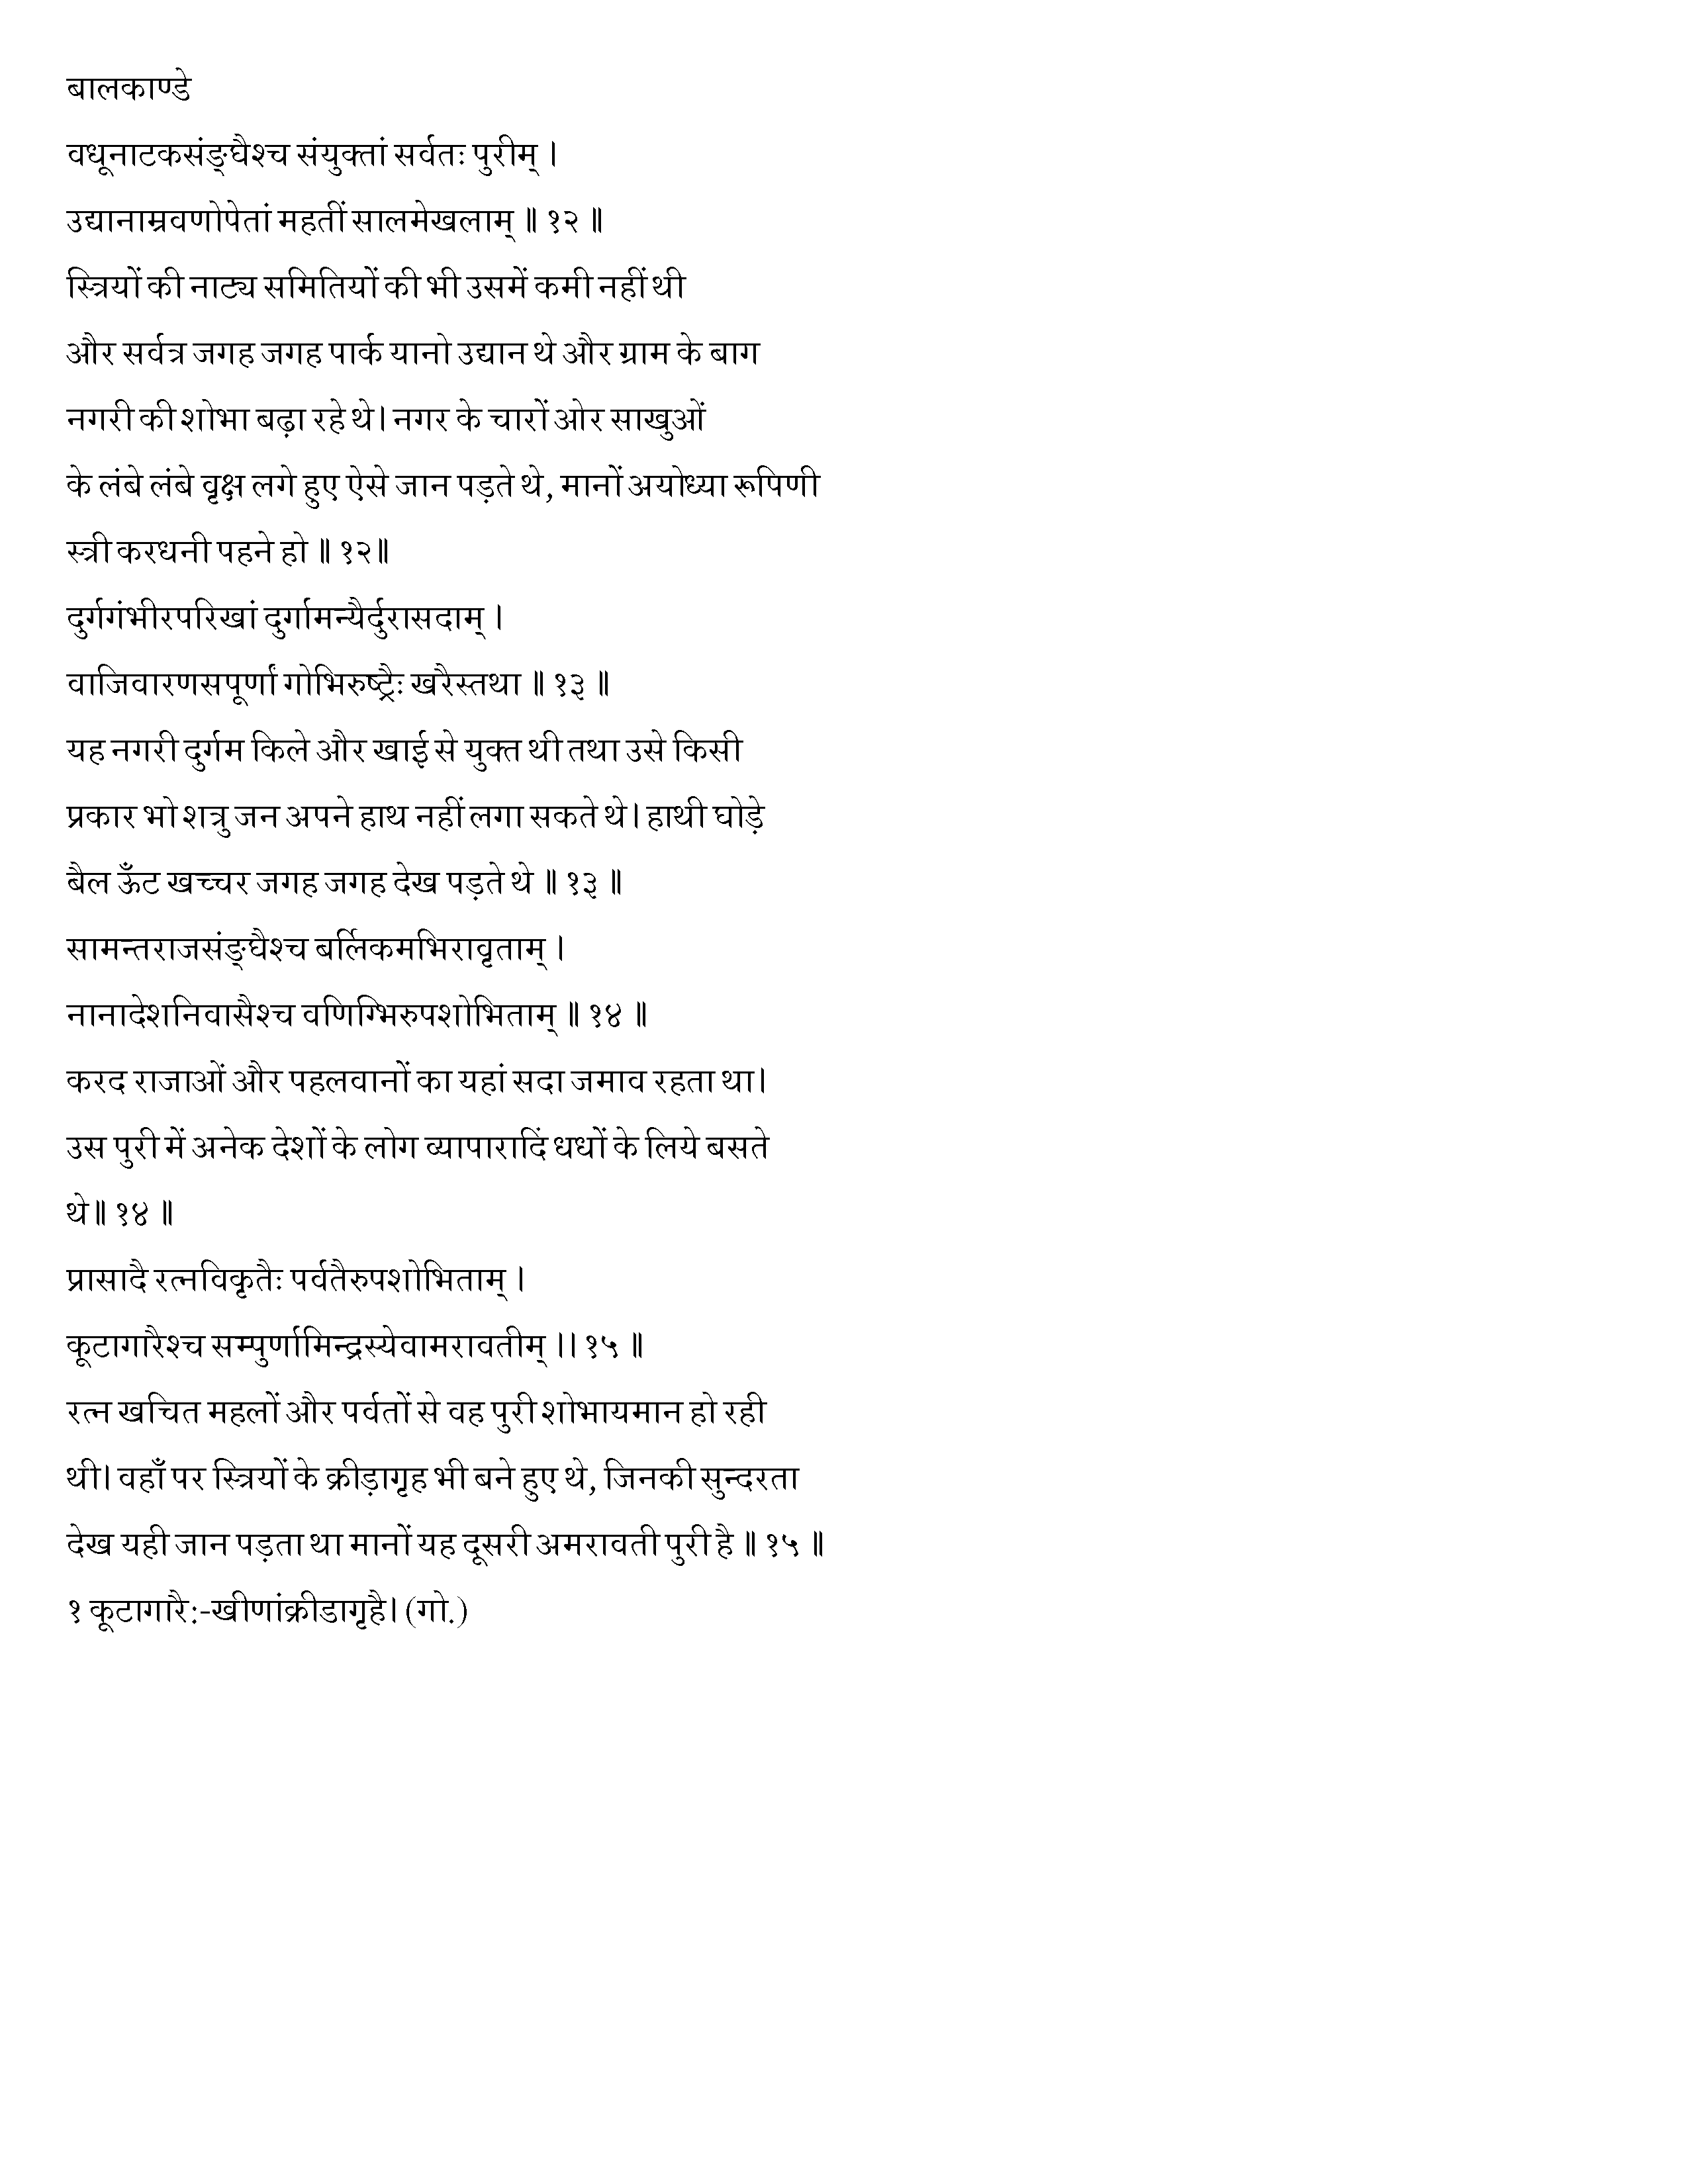 बालकाण्डे
वधूनाटकसंङ्घैश्च संयुक्तां सर्वतः पुरीम् ।
उद्यानाम्रवणोपेतां महतीं सालमेखलाम् ॥ १२ ॥
स्त्रियों की नाट्य समितियों की भी उसमें कमी नहीं थी
और सर्वत्र जगह जगह पार्क यानो उद्यान थे और ग्राम के बाग
नगरी की शोभा बढ़ा रहे थे। नगर के चारों ओर साखुओं
के लंबे लंबे वृक्ष लगे हुए ऐसे जान पड़ते थे, मानों अयोध्या रूपिणी
स्त्री करधनी पहने हो ॥ १२॥
दुर्गगंभीरपरिखां दुर्गामन्यैर्दुरासदाम् ।
वाजिवारणसपूर्णां गोभिरुष्ट्रैः खरैस्तथा ॥ १३ ॥
यह नगरी दुर्गम किले और खाई से युक्त थी तथा उसे किसी
प्रकार भो शत्रु जन अपने हाथ नहीं लगा सकते थे। हाथी घोड़े
बैल ऊँट खच्चर जगह जगह देख पड़ते थे ॥ १३ ॥
सामन्तराजसंङ्घैश्च बर्लिकमभिरावृताम् ।
नानादेशनिवासैश्च वणिग्भिरुपशोभिताम् ॥ १४ ॥
करद राजाओं और पहलवानों का यहां सदा जमाव रहता था।
उस पुरी में अनेक देशों के लोग व्यापारादिं धधों के लिये बसते
थे॥ १४ ॥
प्रासादै रत्नविकृतैः पर्वतैरुपशोभिताम् ।
कूटागारैश्च सम्पुर्णामिन्द्रस्येवामरावतीम् ।। १५ ॥
रत्न खचित महलों और पर्वतों से वह पुरी शोभायमान हो रही
थी। वहाँ पर स्त्रियों के क्रीड़ागृह भी बने हुए थे, जिनकी सुन्दरता
देख यही जान पड़ता था मानों यह दूसरी अमरावती पुरी है ॥ १५ ॥
१ कूटागारै:-खीणांक्रीडागृहै। (गो.)